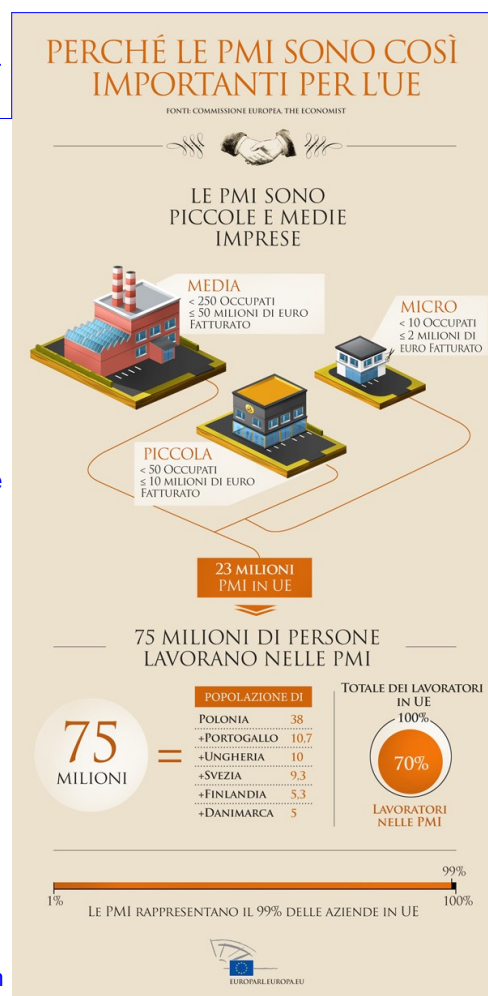 PERCHÉ LE PMI SONO COSÌ
IMPORTANTI PER L'UE
FONTI: COMMISSIONE EUROPEA, THE ECONOMIST
LE PMI SONO
PICCOLE E MEDIE
IMPRESE
MEDIA
< 250 OCCUPATI
≤ 50 MILIONI DI EURO
FATTURATO
MICRO
< 10 OCCUPATI
≤ 2 MILIONI DI
EURO FATTURATO
PICCOLA
< 50 OCCUPATI
≤ 10 MILIONI DI EURO
FATTURATO
23 MILIONI
PMI IN UE
75 MILIONI DI PERSONE
LAVORANO NELLE PMI
75
MILIONI
=
POPOLAZIONE DI
POLONIA 38
+PORTOGALLO 10,7
+UNGHERIA 10
+SVEZIA 9,3
+FINLANDIA 5,3
+DANIMARCA 5
TOTALE DEI LAVORATORI
IN UE
100%
70%
LAVORATORI
NELLE PMI
99%
1%
100%
LE PMI RAPPRESENTANO IL 99% DELLE AZIENDE IN UE
EUROPARL.EUROPA.EU